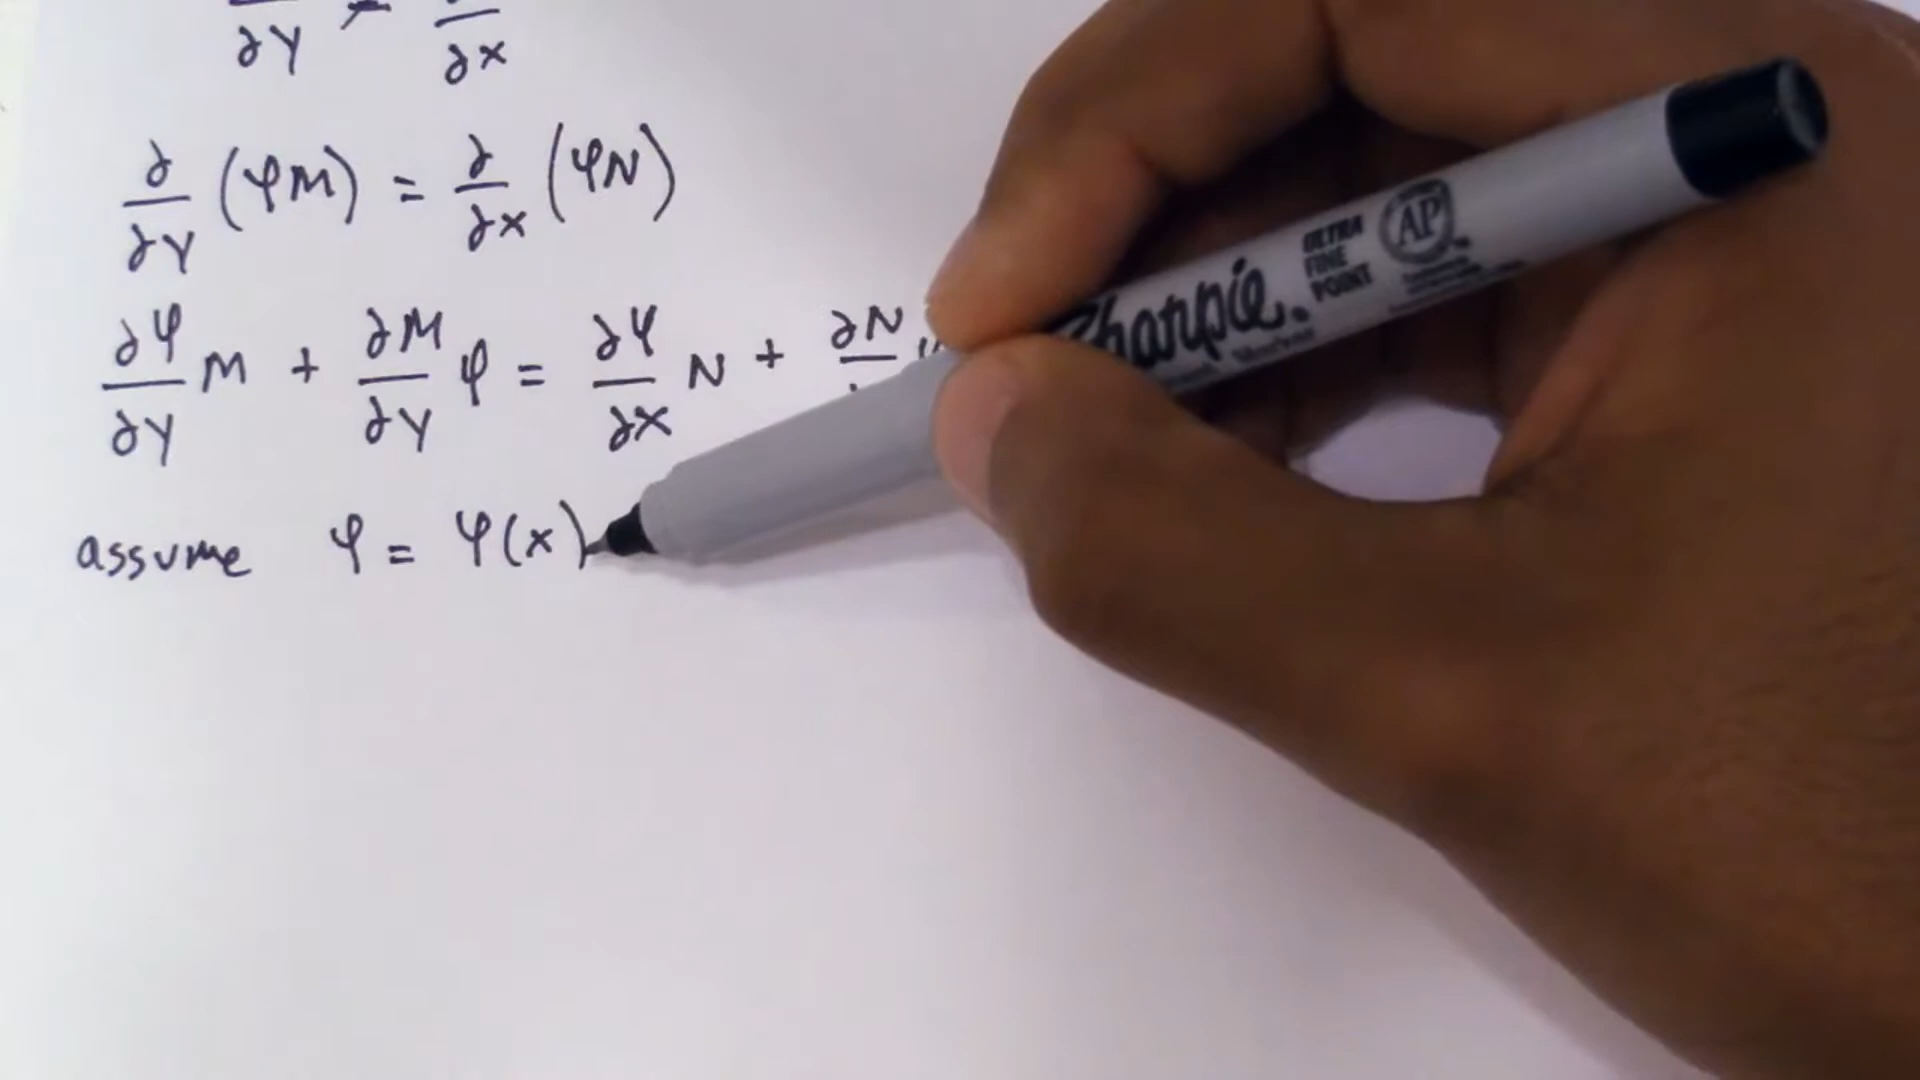 ∂Y ≠ ∂x
∂/∂Y (φM) = ∂/∂x (φN)
∂φ/∂Y M + ∂M/∂Y φ = ∂φ/∂x N + ∂N
assume φ = φ(x)
Sharpie.
ULTRA
FINE
POINT
AP